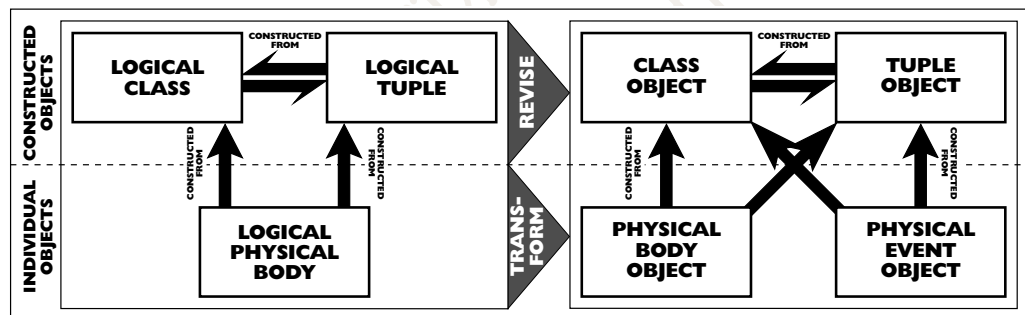 CONSTRUCTED
OBJECTS
INDIVIDUAL
OBJECTS
LOGICAL
CLASS
CONSTRUCTED
FROM
LOGICAL
TUPLE
CONSTRUCTED
FROM
CONSTRUCTED
FROM
LOGICAL
PHYSICAL
BODY
REVISE
TRANS-
FORM
CLASS
OBJECT
CONSTRUCTED
FROM
TUPLE
OBJECT
CONSTRUCTED
FROM
CONSTRUCTED
FROM
PHYSICAL
BODY
OBJECT
PHYSICAL
EVENT
OBJECT